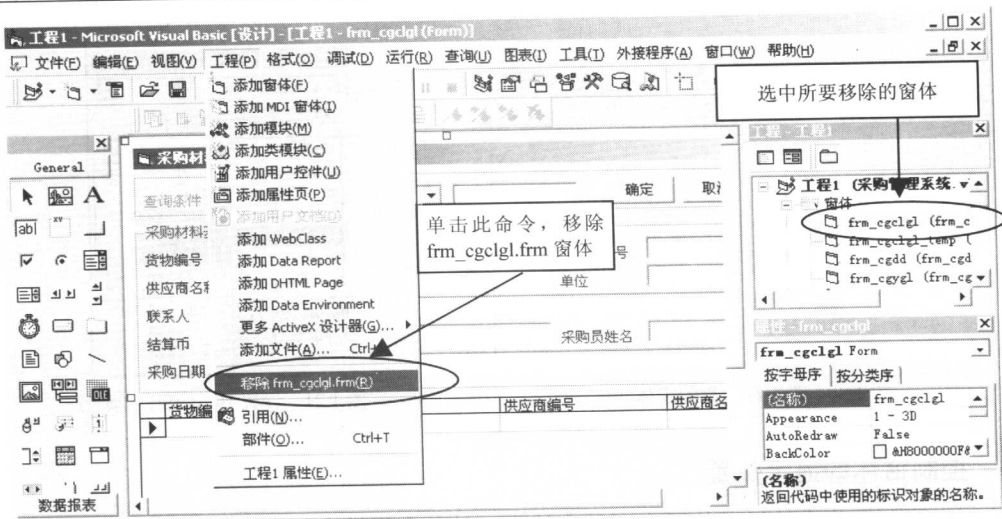 工程1 - Microsoft Visual Basic [设计] - [工程1 - frm_cgclgl (Form)]
文件(F) 编辑(E) 视图(V) 工程(P) 格式(O) 调试(D) 运行(R) 查询(U) 图表(I) 工具(T) 外接程序(A) 窗口(W) 帮助(H)
添加窗体(F)
添加 MDI 窗体(I)
添加模块(M)
添加类模块(C)
添加用户控件(U)
添加属性页(P)
添加用户文档(D)
添加 WebClass
添加 Data Report
添加 DHTML Page
添加 Data Environment
更多 ActiveX 设计器(G)...
添加文件(A)... Ctrl+
移除 frm_cgclgl.frm(R)
引用(N)...
部件(O)... Ctrl+T
工程1 属性(E)...
General
数据报表
采购材
查询条件
确定
采购材料
货物编号
号
供应商名
单位
联系人
结算币
采购员姓名
采购日期
货物编
供应商编号
供应商名
单击此命令，移除
frm_cgclgl.frm 窗体
选中所要移除的窗体
工程 - 工程1
工程1 (采购管理系统.v
窗体
frm_cgclgl (frm_c
frm_cgclgl_temp (
frm_cgdd (frm_cgd
frm_cgygl (frm_cg
属性 - frm_cgclgl
frm_cgclgl Form
按字母序 按分类序
(名称) frm_cgclgl
Appearance 1 - 3D
AutoRedraw False
BackColor &H8000000F&
(名称)
返回代码中使用的标识对象的名称。